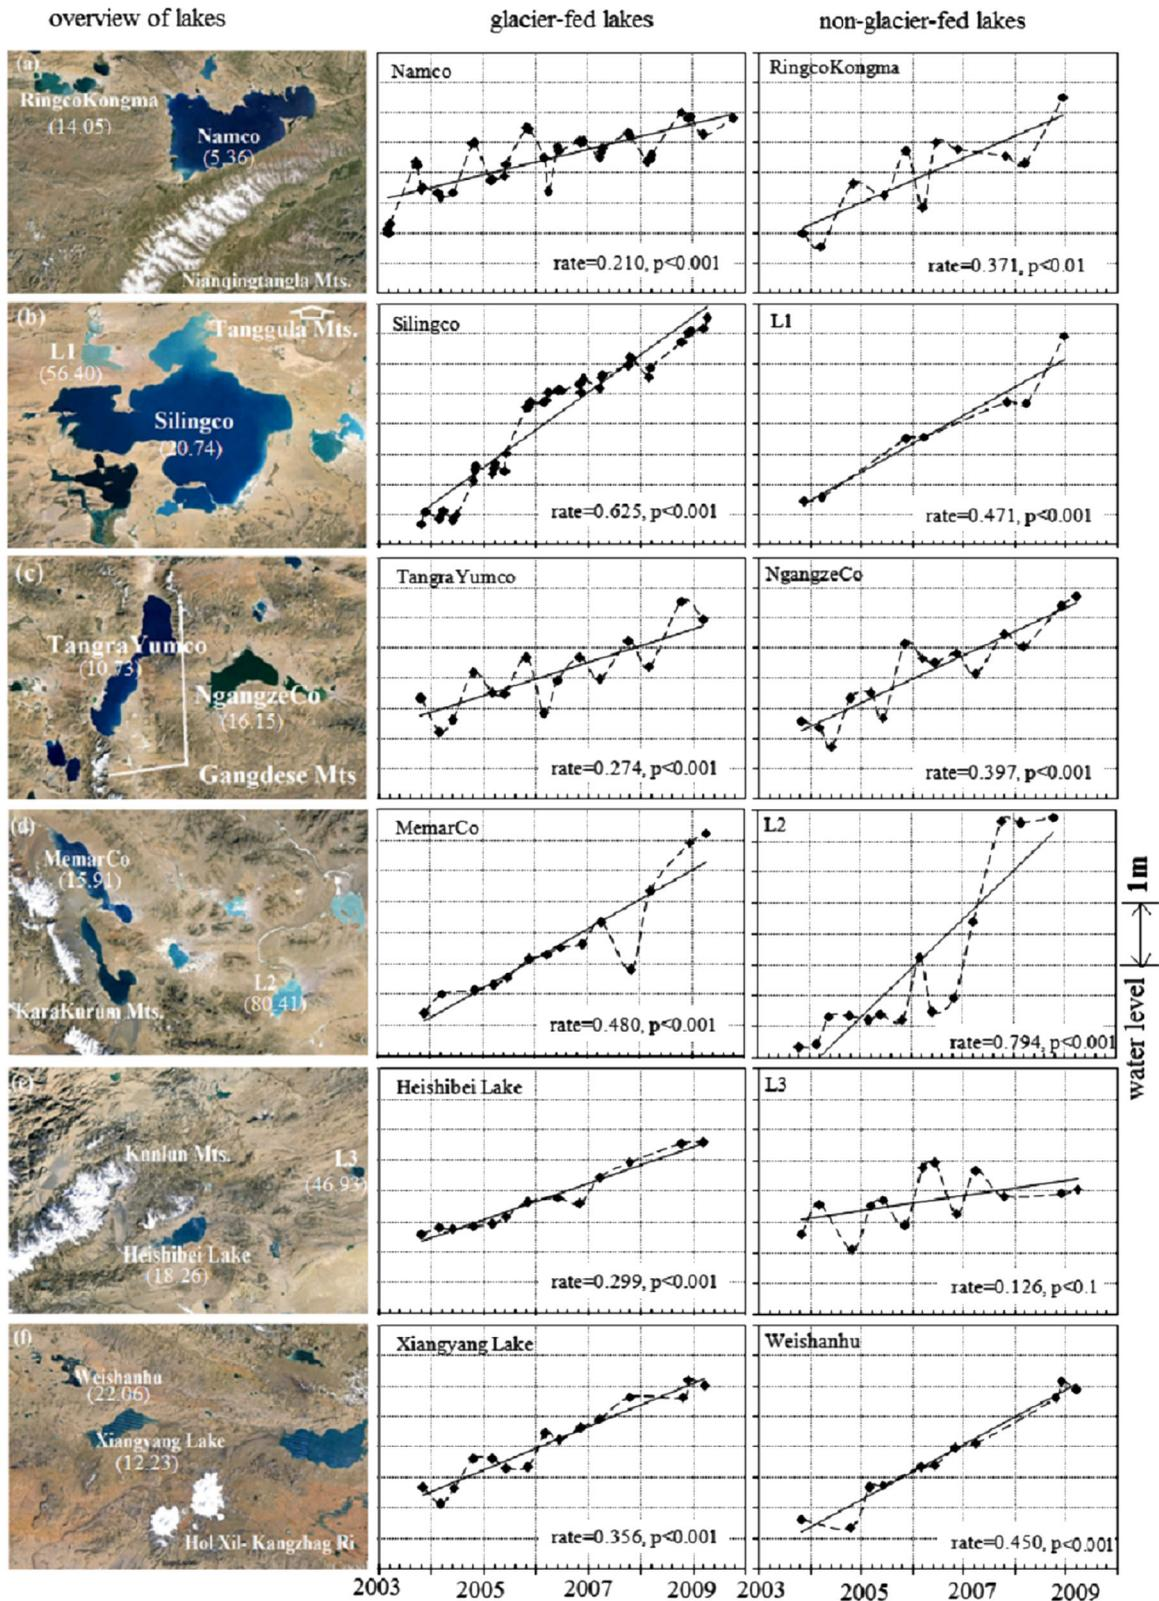 overview of lakes
glacier-fed lakes
non-glacier-fed lakes
(a)
RingcoKongma
(14.05)
Namco
(5.36)
Nianqingtangla Mts.
Namco
rate=0.210, p<0.001
RingcoKongma
rate=0.371, p<0.01
(b)
Tanggula Mts.
L1
(56.40)
Silingco
(20.74)
Silingco
rate=0.625, p<0.001
L1
rate=0.471, p<0.001
(c)
TangraYumco
(10.73)
NgangzeCo
(16.15)
Gangdese Mts
TangraYumco
rate=0.274, p<0.001
NgangzeCo
rate=0.397, p<0.001
(d)
MemarCo
(15.91)
L2
(80.41)
KaraKurum Mts.
MemarCo
rate=0.480, p<0.001
L2
rate=0.794, p<0.001
water level
1m
(e)
Kunlun Mts.
L3
(46.93)
Heishibei Lake
(18.26)
Heishibei Lake
rate=0.299, p<0.001
L3
rate=0.126, p<0.1
(f)
Weishanhu
(22.06)
Xiangyang Lake
(12.23)
Hol Xil- Kangzhag Ri
Xiangyang Lake
rate=0.356, p<0.001
Weishanhu
rate=0.450, p<0.001
2003 2005 2007 2009
2003 2005 2007 2009